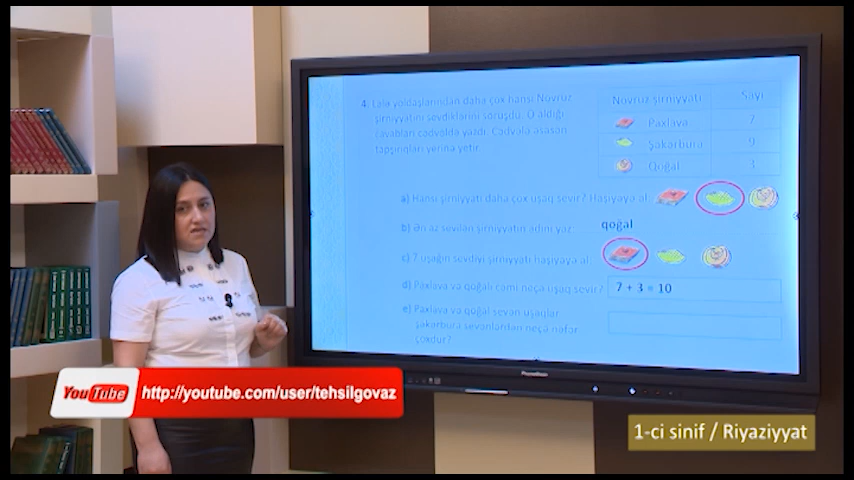 4. Lalə yoldaşlarından daha çox hansı Novruz
şirniyyatını sevdiklərini soruşdu. O aldığı
cavabları cədvəldə yazdı. Cədvələ əsasən
tapşırıqları yerinə yetir.
Novruz şirniyyatı Sayı
Paxlava 7
Şəkərbura 9
Qoğal 3
a) Hansı şirniyyatı daha çox uşaq sevir? Haşiyəyə al.
b) Ən az sevilən şirniyyatın adını yaz. qoğal
c) 7 uşağın sevdiyi şirniyyatı haşiyəyə al.
d) Paxlava və qoğalı cəmi neçə uşaq sevir? 7 + 3 = 10
e) Paxlava və qoğal sevən uşaqlar
şəkərbura sevənlərdən neçə nəfər
çoxdur?
YouTube http://youtube.com/user/tehsilgovaz
1-ci sinif / Riyaziyyat